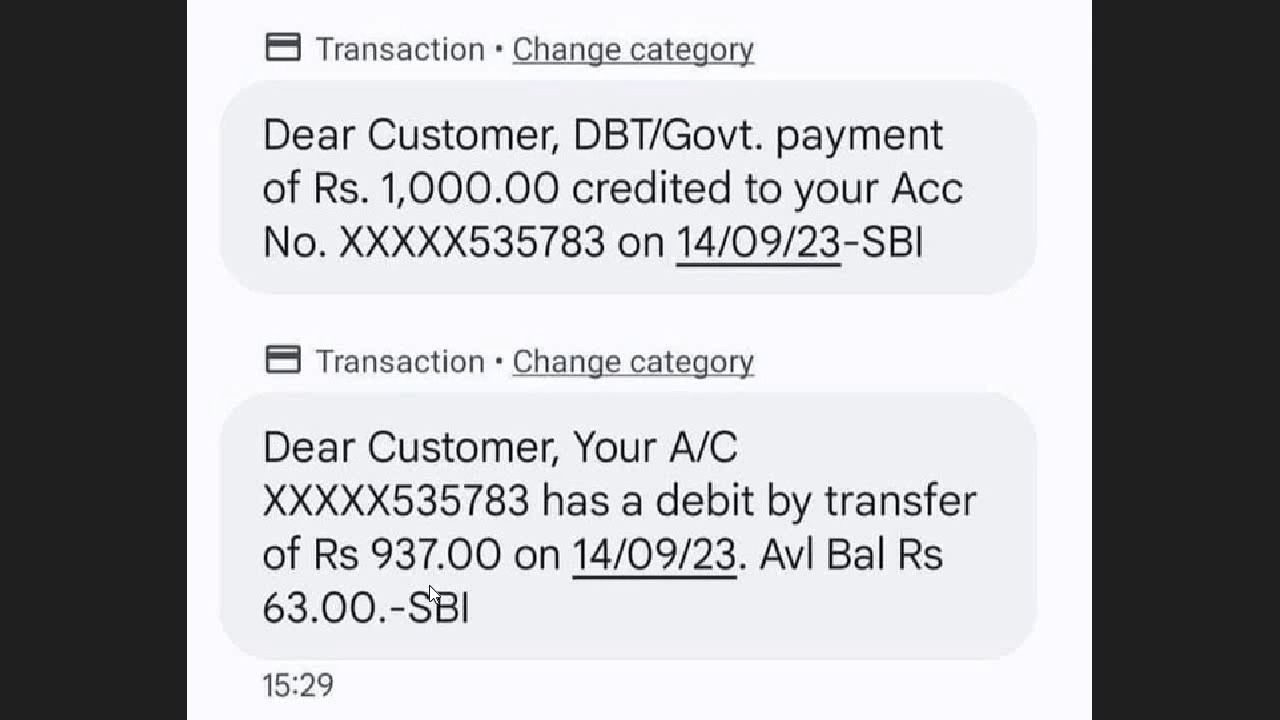 Transaction • Change category
Dear Customer, DBT/Govt. payment
of Rs. 1,000.00 credited to your Acc
No. XXXXX535783 on 14/09/23-SBI
Transaction • Change category
Dear Customer, Your A/C
XXXXX535783 has a debit by transfer
of Rs 937.00 on 14/09/23. Avl Bal Rs
63.00.-SBI
15:29